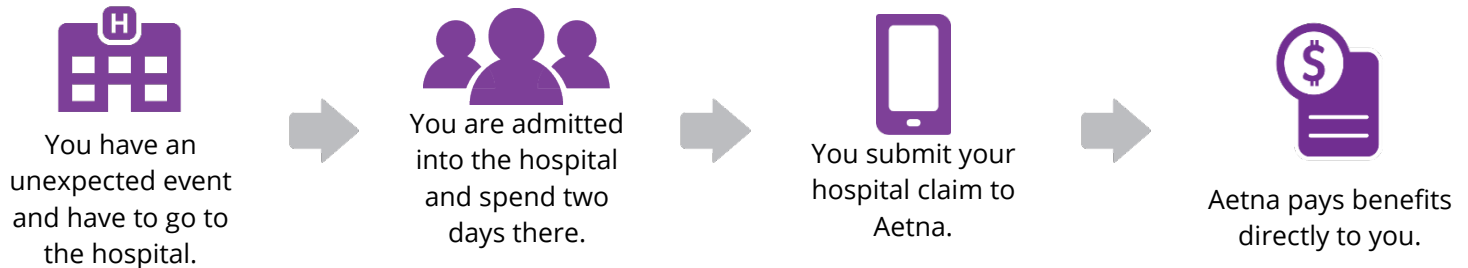 H
You have an
unexpected event
and have to go to
the hospital.
You are admitted
into the hospital
and spend two
days there.
You submit your
hospital claim to
Aetna.
$
Aetna pays benefits
directly to you.